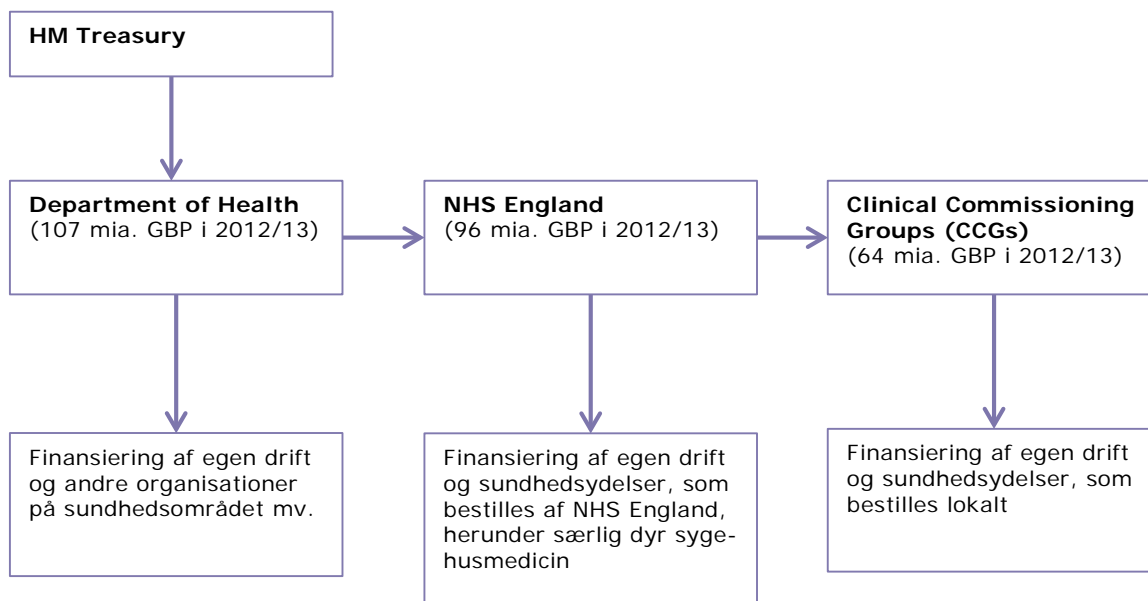 HM Treasury
Department of Health
(107 mia. GBP i 2012/13)
NHS England
(96 mia. GBP i 2012/13)
Clinical Commissioning
Groups (CCGs)
(64 mia. GBP i 2012/13)
Finansiering af egen drift
og andre organisationer
på sundhedsområdet mv.
Finansiering af egen drift
og sundhedsydelser, som
bestilles af NHS England,
herunder særlig dyr syge-
husmedicin
Finansiering af egen drift
og sundhedsydelser, som
bestilles lokalt